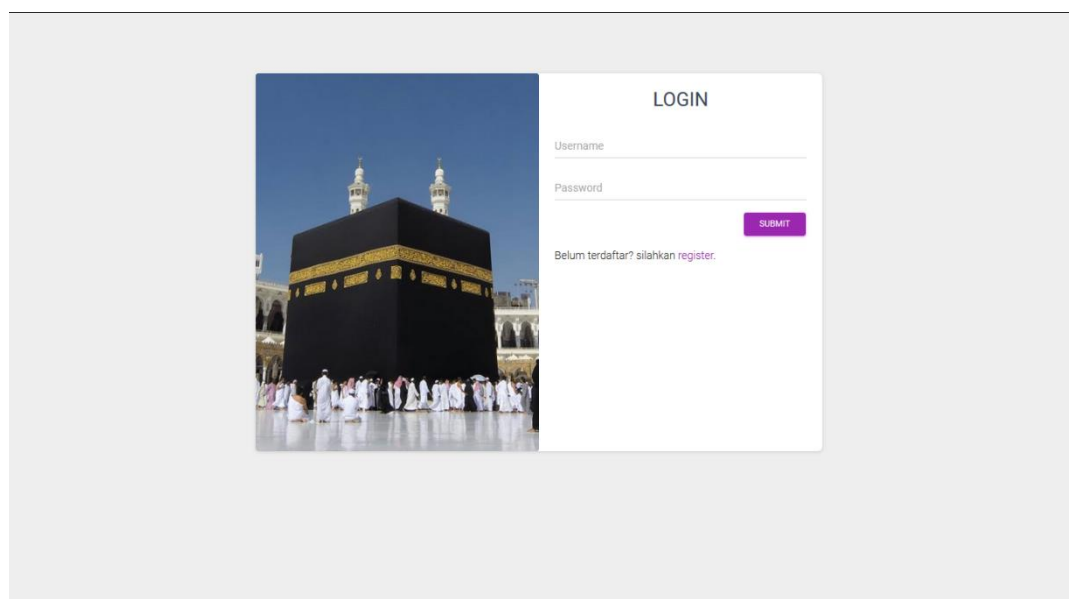 LOGIN
Username
Password
SUBMIT
Belum terdaftar? silahkan register.